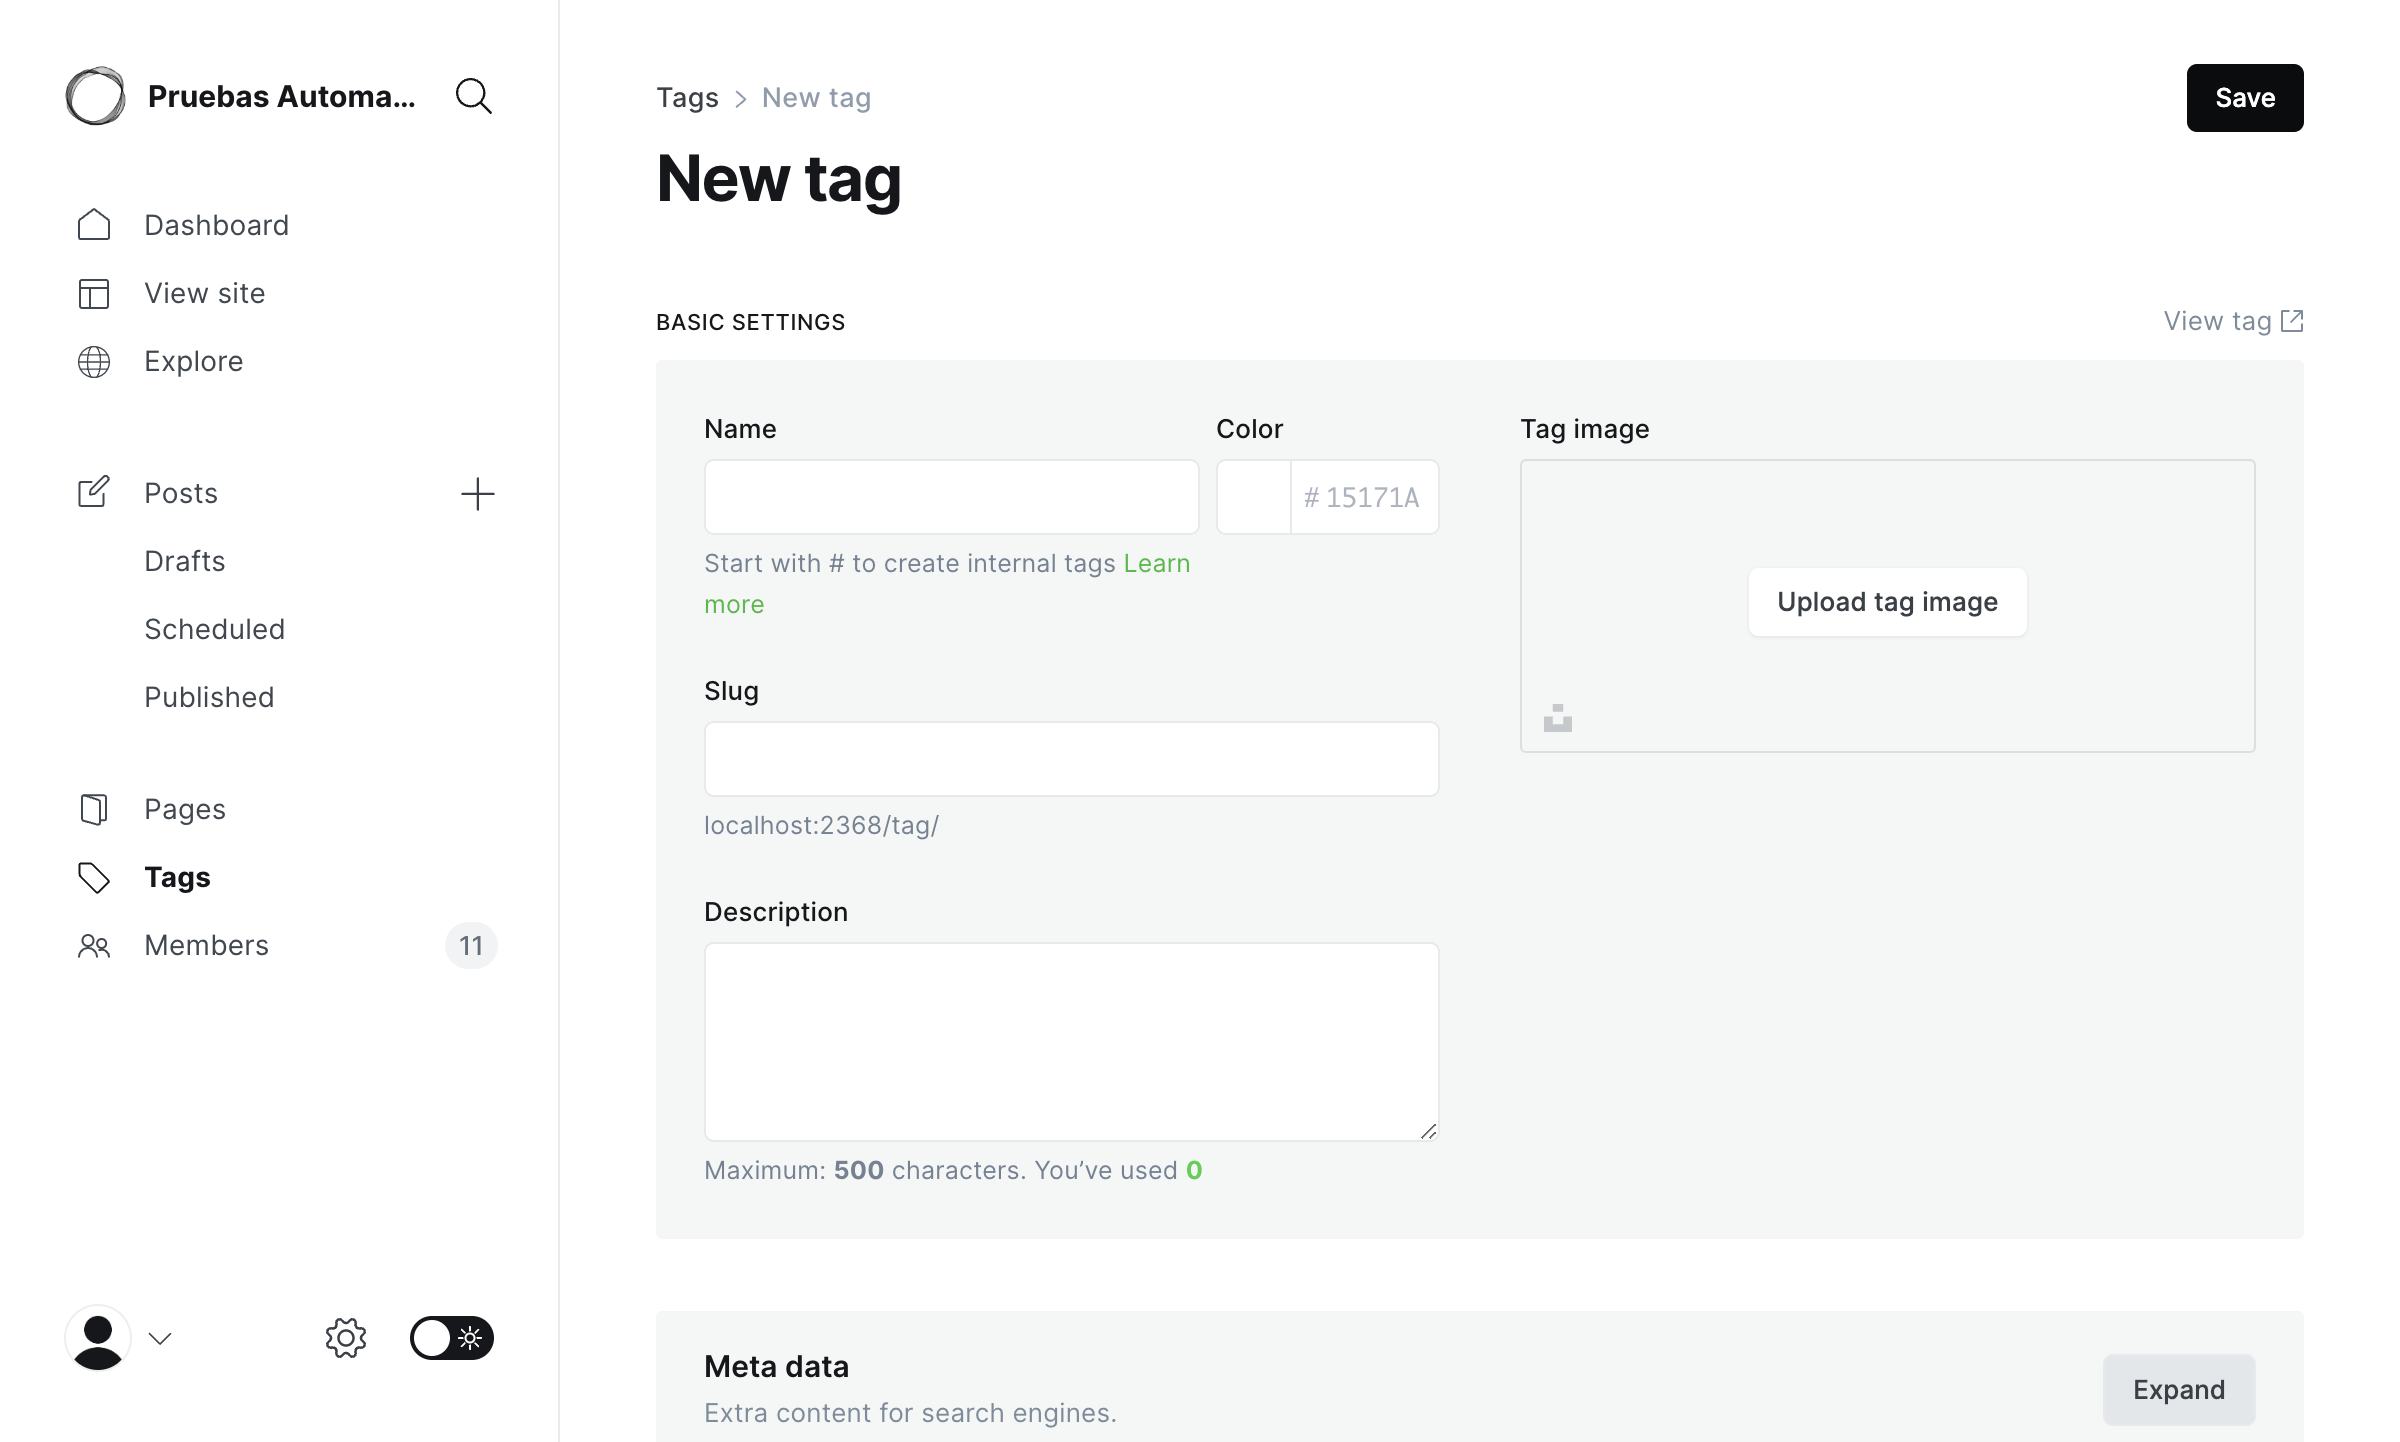 Pruebas Automa...
Dashboard
View site
Explore
Posts
Drafts
Scheduled
Published
Pages
Tags
Members 11
Tags > New tag
Save
New tag
BASIC SETTINGS
View tag
Name
Color
Tag image
# 15171A
Start with # to create internal tags Learn
more
Upload tag image
Slug
localhost:2368/tag/
Description
Maximum: 500 characters. You’ve used 0
Meta data
Extra content for search engines.
Expand